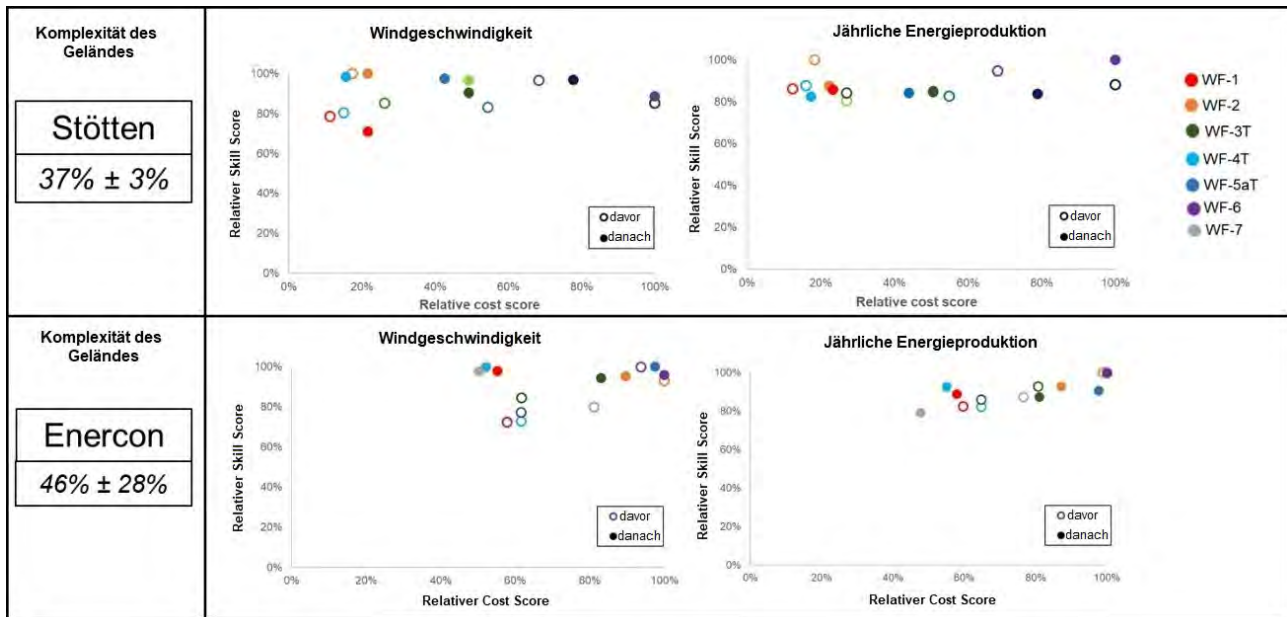 Komplexität des
Geländes
Stötten
37% ± 3%
Windgeschwindigkeit
Relativer Skill Score
100%
80%
60%
40%
20%
0%
0% 20% 40% 60% 80% 100%
Relative cost score
davor
danach
Jährliche Energieproduktion
Relativer Skill Score
100%
80%
60%
40%
20%
0%
0% 20% 40% 60% 80% 100%
Relative cost score
davor
danach
WF-1
WF-2
WF-3T
WF-4T
WF-5aT
WF-6
WF-7
Komplexität des
Geländes
Enercon
46% ± 28%
Windgeschwindigkeit
Relativer Skill Score
100%
80%
60%
40%
20%
0%
0% 20% 40% 60% 80% 100%
Relativer Cost Score
davor
danach
Jährliche Energieproduktion
Relativer Skill Score
100%
80%
60%
40%
20%
0%
0% 20% 40% 60% 80% 100%
Relativer Cost Score
davor
danach